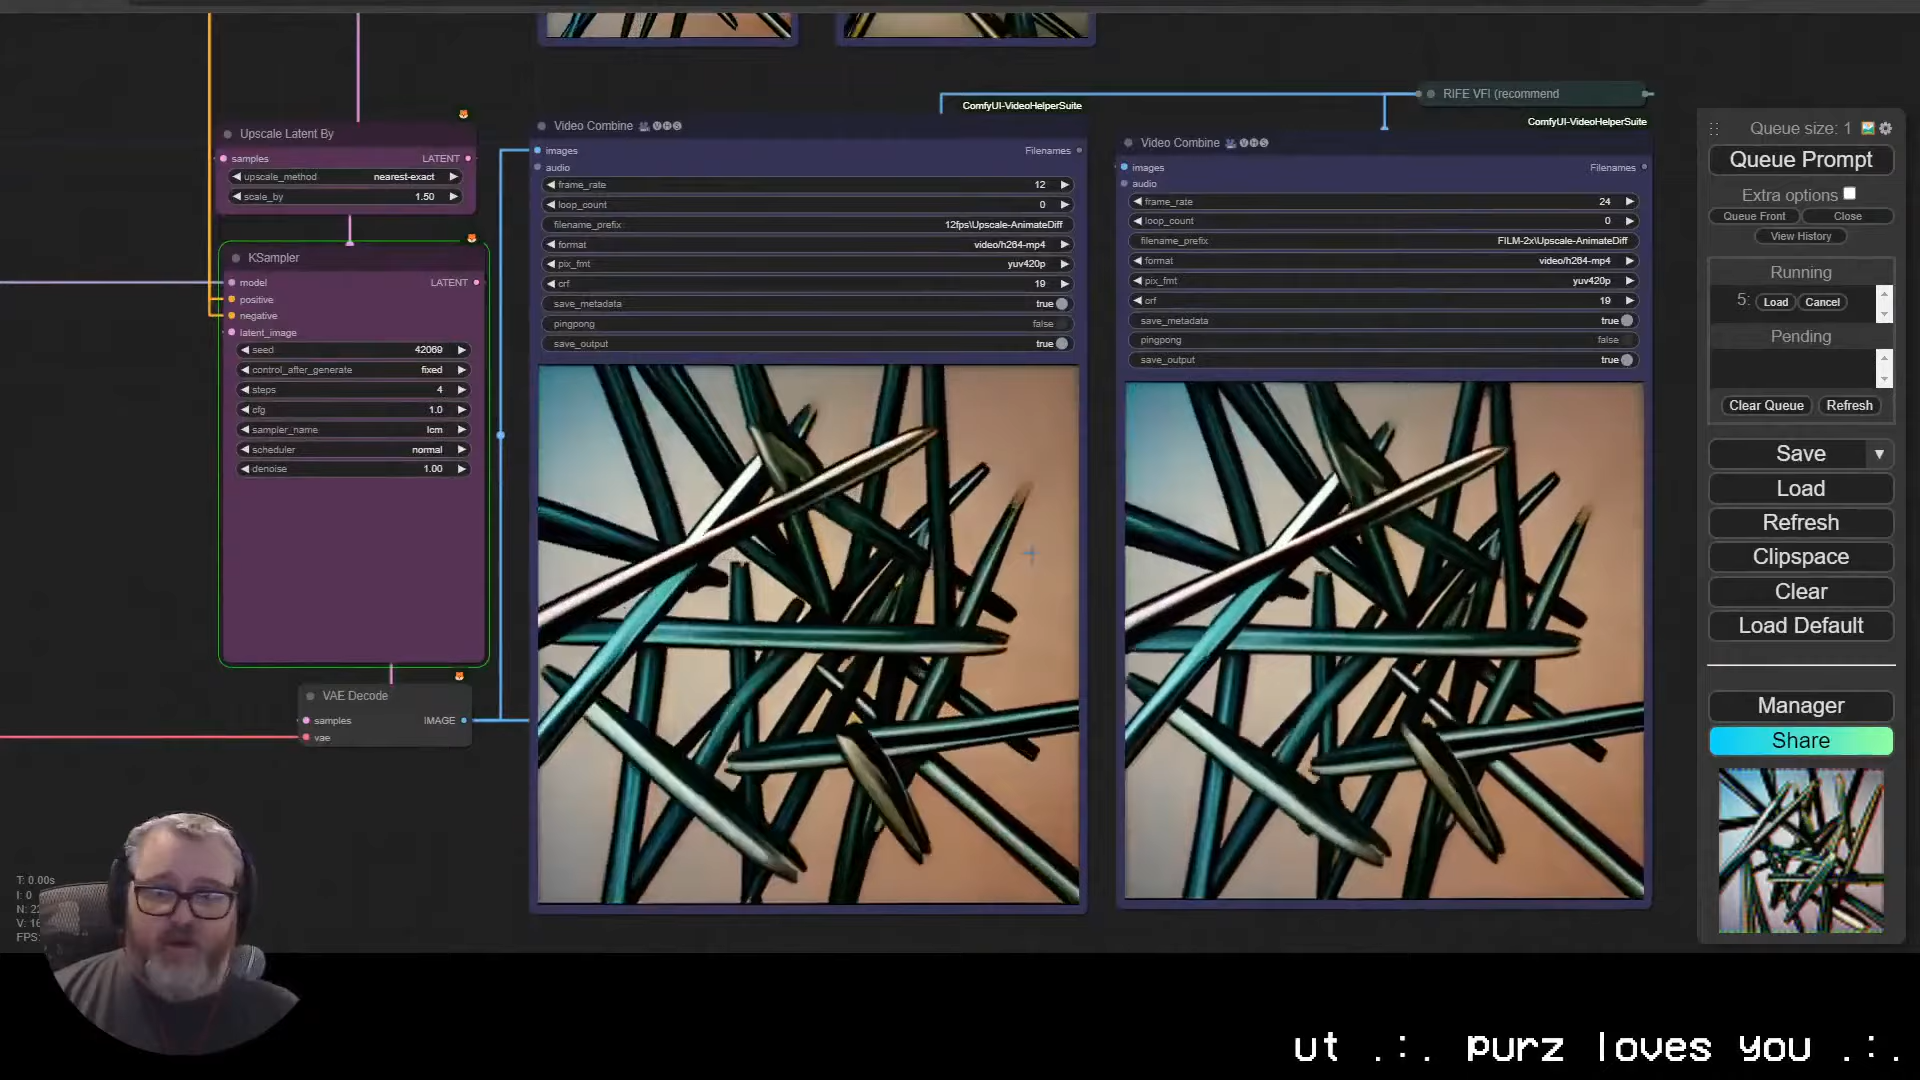 Upscale Latent By
samples LATENT
upscale_method nearest-exact
scale_by 1.50
KSampler
model LATENT
positive
negative
latent_image
seed 42069
control_after_generate fixed
steps 4
cfg 1.0
sampler_name lcm
scheduler normal
denoise 1.00
VAE Decode
samples IMAGE
vae
T: 0.00s
I: 0
FPS:
ComfyUI-VideoHelperSuite
Video Combine VHS
images Filenames
audio
frame_rate 12
loop_count 0
filename_prefix 12fps\Upscale-AnimateDiff
format video/h264-mp4
pix_fmt yuv420p
crf 19
save_metadata true
pingpong false
save_output true
RIFE VFI (recommend
ComfyUI-VideoHelperSuite
Video Combine VHS
images Filenames
audio
frame_rate 24
loop_count 0
filename_prefix FILM-2x\Upscale-AnimateDiff
format video/h264-mp4
pix_fmt yuv420p
crf 19
save_metadata true
pingpong false
save_output true
Queue size: 1
Queue Prompt
Extra options
Queue Front Close
View History
Running
5: Load Cancel
Pending
Clear Queue Refresh
Save ▼
Load
Refresh
Clipspace
Clear
Load Default
Manager
Share
ut .:. purz loves you .:.